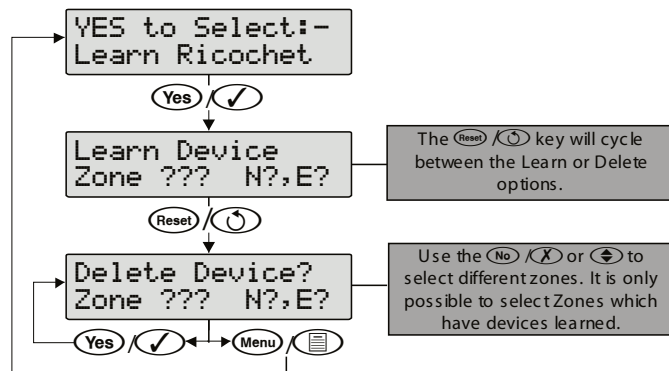 YES to Select:-
Learn Ricochet
Yes /
Learn Device
Zone ??? N?,E?
The Reset / key will cycle
between the Learn or Delete
options.
Reset /
Delete Device?
Zone ??? N?,E?
Use the No / X or to
select different zones. It is only
possible to select Zones which
have devices learned.
Yes / Menu /